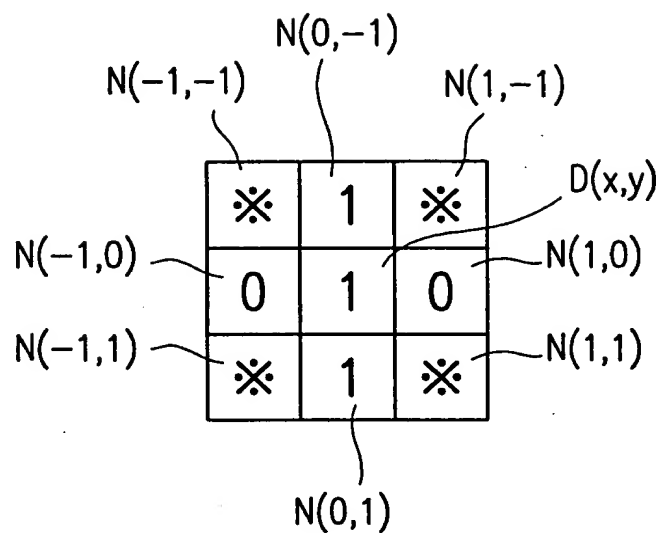 N(0,-1)
N(-1,-1) N(1,-1)
D(x,y)
※ 1 ※
N(-1,0) N(1,0)
0 1 0
N(-1,1) N(1,1)
※ 1 ※
N(0,1)